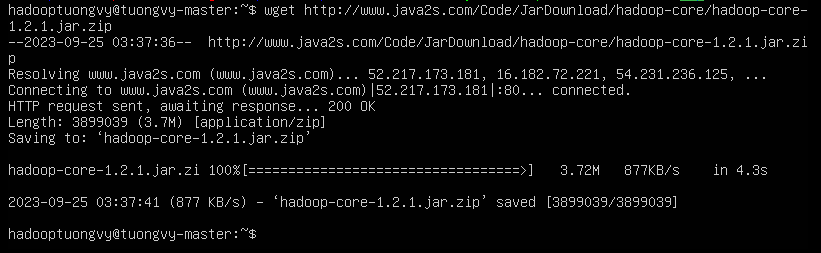 hadooptuongvy@tuongvy-master:~$ wget http://www.java2s.com/Code/JarDownload/hadoop-core/hadoop-core-
1.2.1.jar.zip
--2023-09-25 03:37:36--  http://www.java2s.com/Code/JarDownload/hadoop-core/hadoop-core-1.2.1.jar.zi
p
Resolving www.java2s.com (www.java2s.com)... 52.217.173.181, 16.182.72.221, 54.231.236.125, ...
Connecting to www.java2s.com (www.java2s.com)|52.217.173.181|:80... connected.
HTTP request sent, awaiting response... 200 OK
Length: 3899039 (3.7M) [application/zip]
Saving to: ‘hadoop-core-1.2.1.jar.zip’
hadoop-core-1.2.1.jar.zi 100%[==================================>]   3.72M   877KB/s    in 4.3s
2023-09-25 03:37:41 (877 KB/s) - ‘hadoop-core-1.2.1.jar.zip’ saved [3899039/3899039]
hadooptuongvy@tuongvy-master:~$